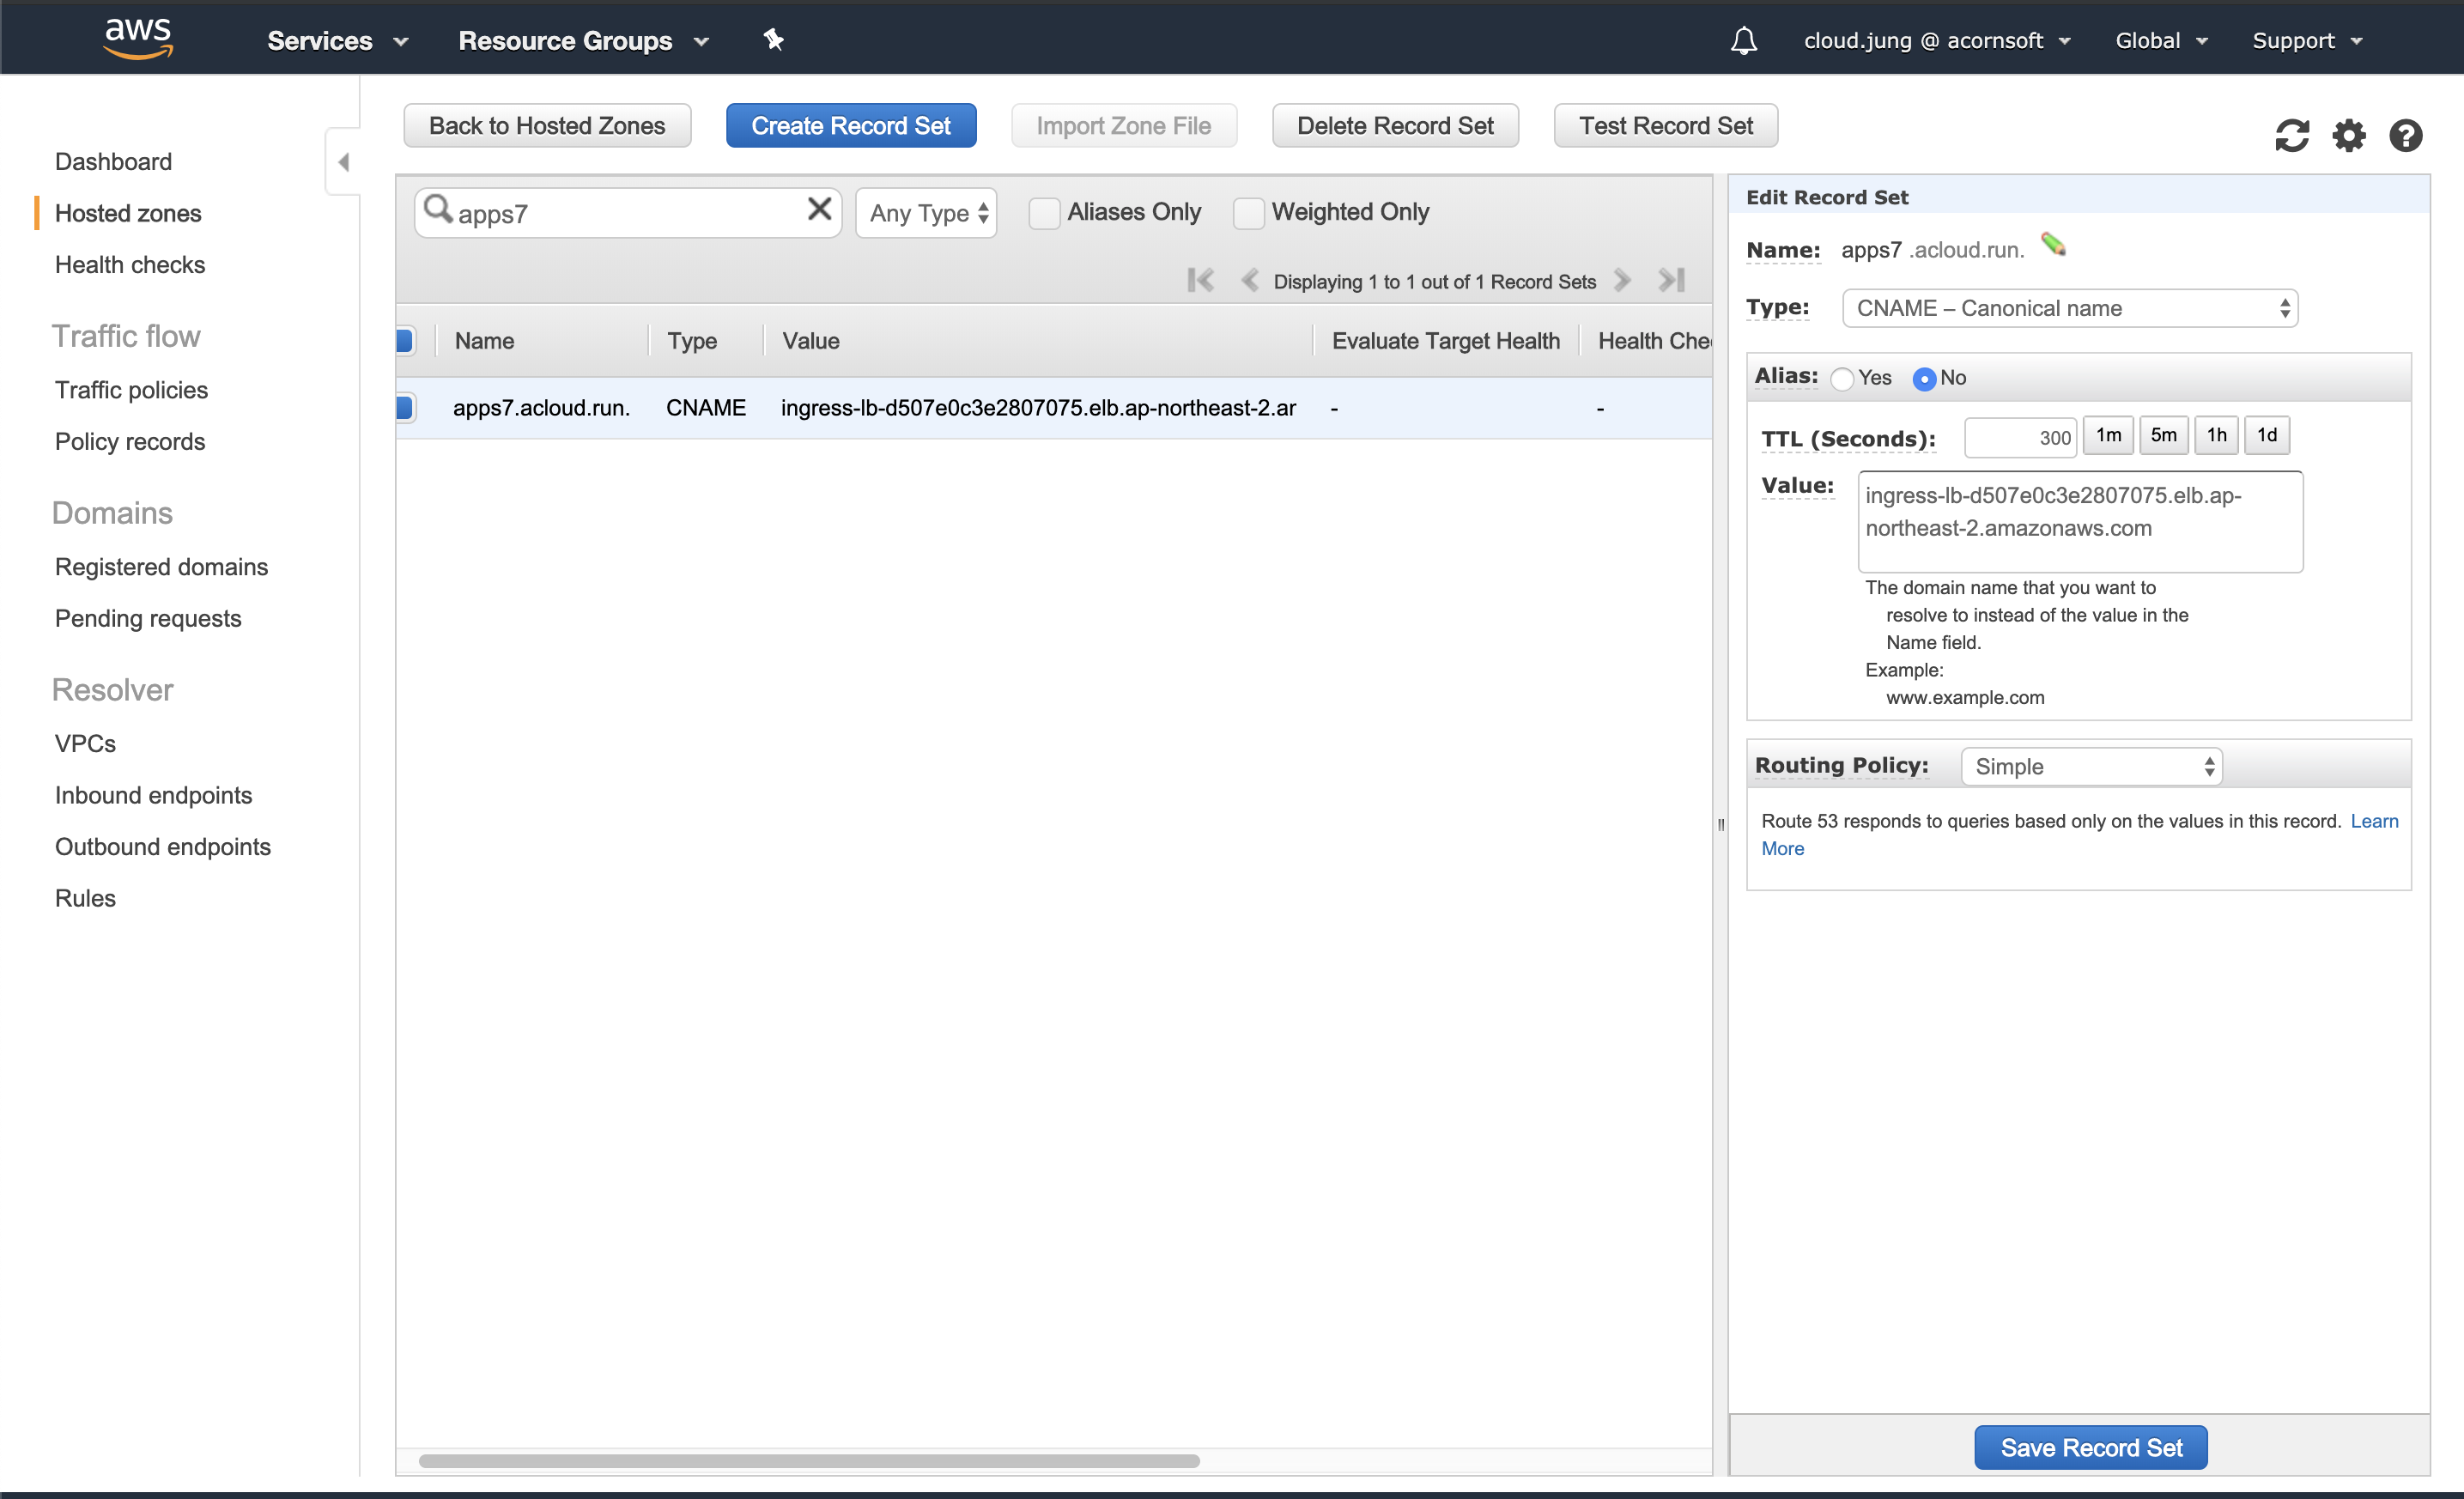 aws Services Resource Groups cloud.jung @ acornsoft Global Support
Dashboard
Hosted zones
Health checks
Traffic flow
Traffic policies
Policy records
Domains
Registered domains
Pending requests
Resolver
VPCs
Inbound endpoints
Outbound endpoints
Rules
Back to Hosted Zones Create Record Set Import Zone File Delete Record Set Test Record Set
apps7 Any Type Aliases Only Weighted Only
Displaying 1 to 1 out of 1 Record Sets
Name Type Value Evaluate Target Health Health Che
apps7.acloud.run. CNAME ingress-lb-d507e0c3e2807075.elb.ap-northeast-2.ar - -
Edit Record Set
Name: apps7 .acloud.run.
Type: CNAME – Canonical name
Alias: Yes No
TTL (Seconds): 300 1m 5m 1h 1d
Value: ingress-lb-d507e0c3e2807075.elb.ap-
northeast-2.amazonaws.com
The domain name that you want to
resolve to instead of the value in the
Name field.
Example:
www.example.com
Routing Policy: Simple
Route 53 responds to queries based only on the values in this record. Learn
More
Save Record Set